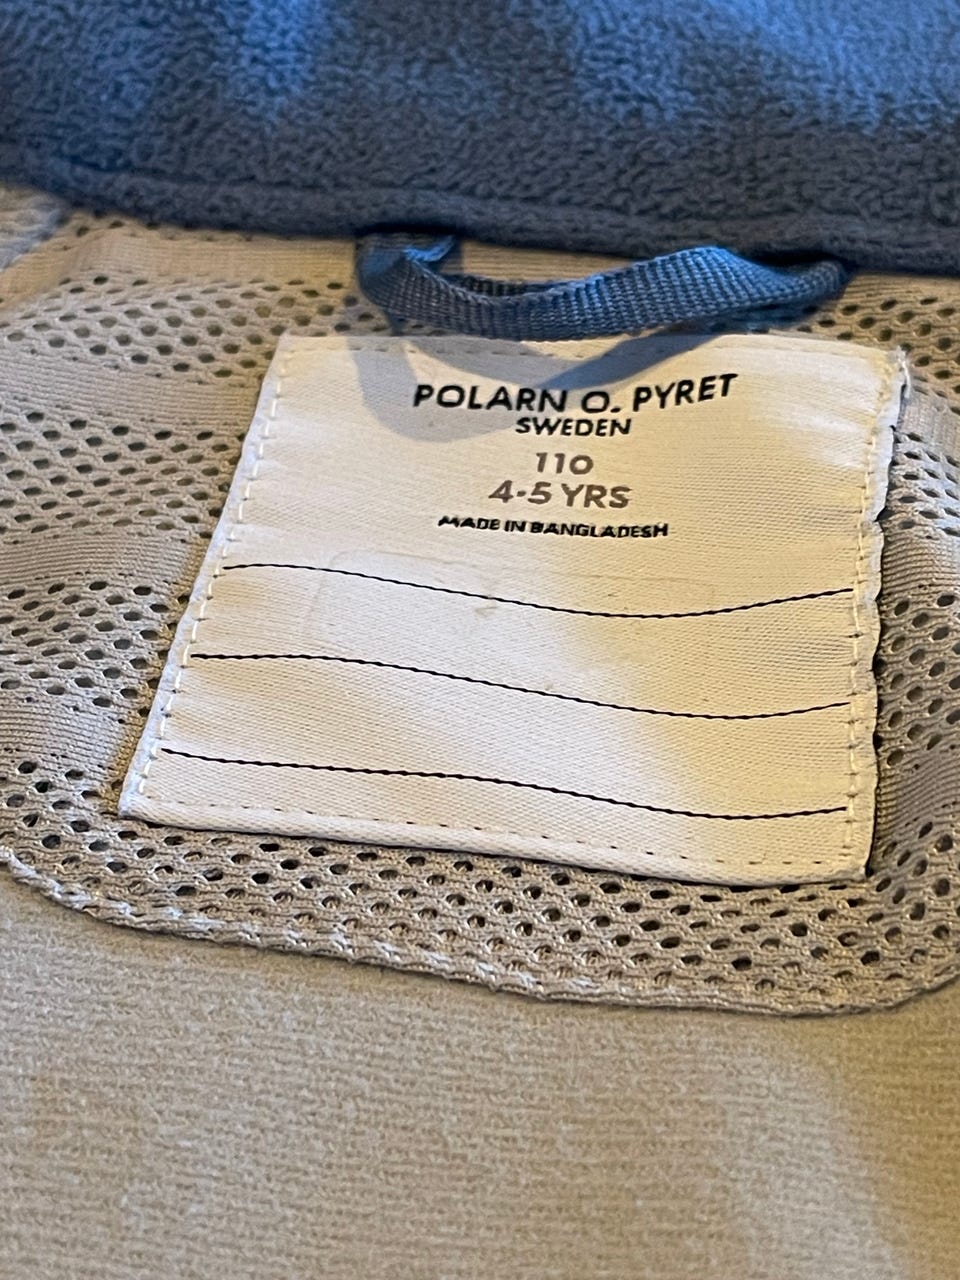 POLARN O. PYRET
SWEDEN
110
4-5 YRS
MADE IN BANGLADESH